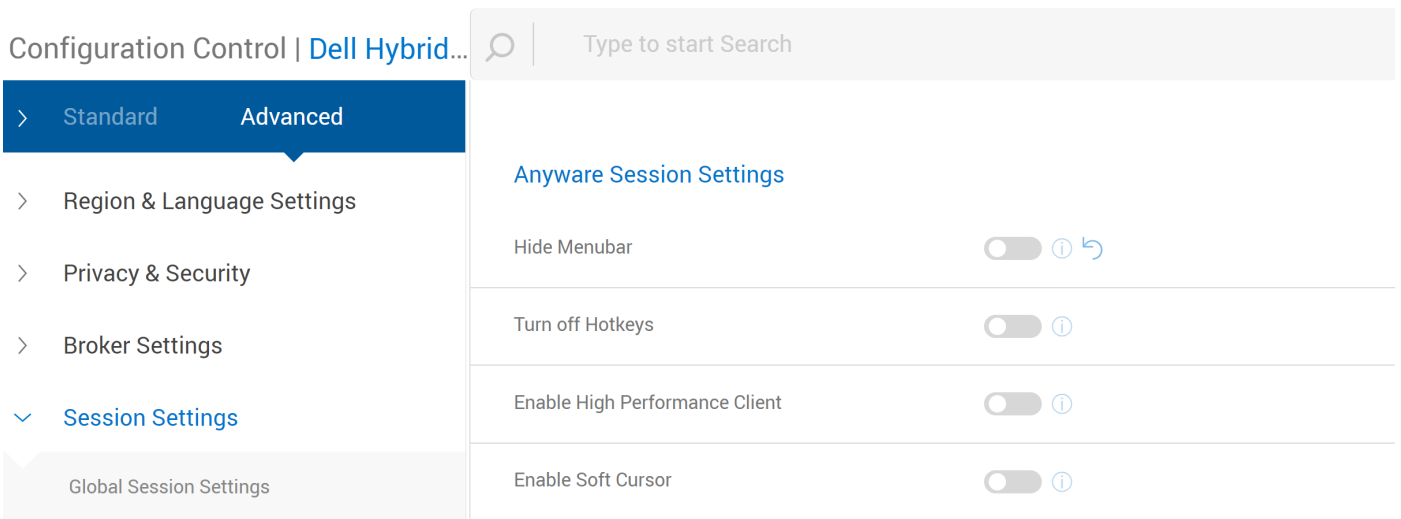 Configuration Control | Dell Hybrid...
Type to start Search
Standard
Advanced
Region & Language Settings
Privacy & Security
Broker Settings
Session Settings
Global Session Settings
Anyware Session Settings
Hide Menubar
Turn off Hotkeys
Enable High Performance Client
Enable Soft Cursor